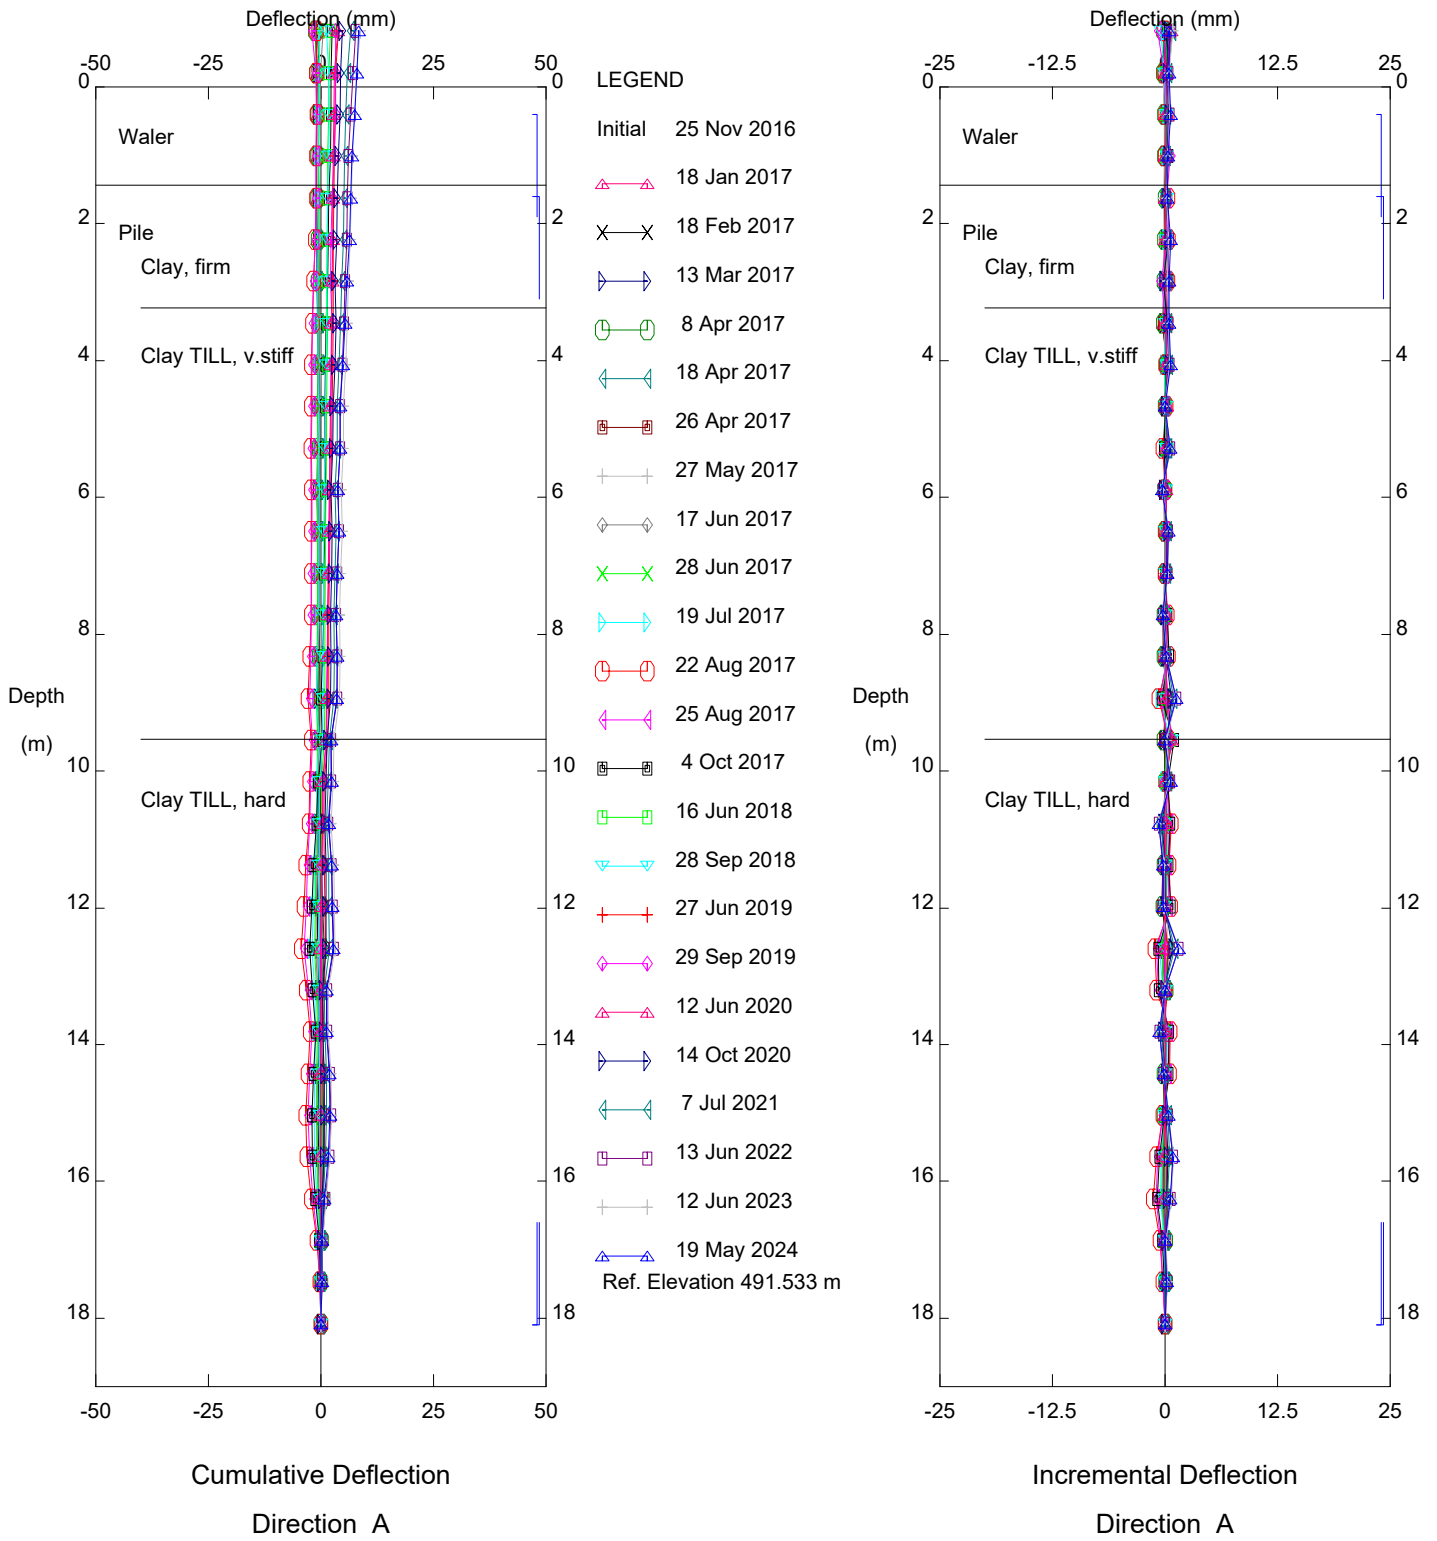 Deflection (mm)
-50 -25 0 25 50
0 0
Waler
2 2
Pile
Clay, firm
Clay TILL, v.stiff
4 4
6 6
8 8
Depth
(m)
10 10
Clay TILL, hard
12 12
14 14
16 16
18 18
-50 -25 0 25 50
Cumulative Deflection
Direction A
LEGEND
Initial 25 Nov 2016
18 Jan 2017
18 Feb 2017
13 Mar 2017
8 Apr 2017
18 Apr 2017
26 Apr 2017
27 May 2017
17 Jun 2017
28 Jun 2017
19 Jul 2017
22 Aug 2017
25 Aug 2017
4 Oct 2017
16 Jun 2018
28 Sep 2018
27 Jun 2019
29 Sep 2019
12 Jun 2020
14 Oct 2020
7 Jul 2021
13 Jun 2022
12 Jun 2023
19 May 2024
Ref. Elevation 491.533 m
Deflection (mm)
-25 -12.5 0 12.5 25
0 0
Waler
2 2
Pile
Clay, firm
Clay TILL, v.stiff
4 4
6 6
8 8
Depth
(m)
10 10
Clay TILL, hard
12 12
14 14
16 16
18 18
-25 -12.5 0 12.5 25
Incremental Deflection
Direction A